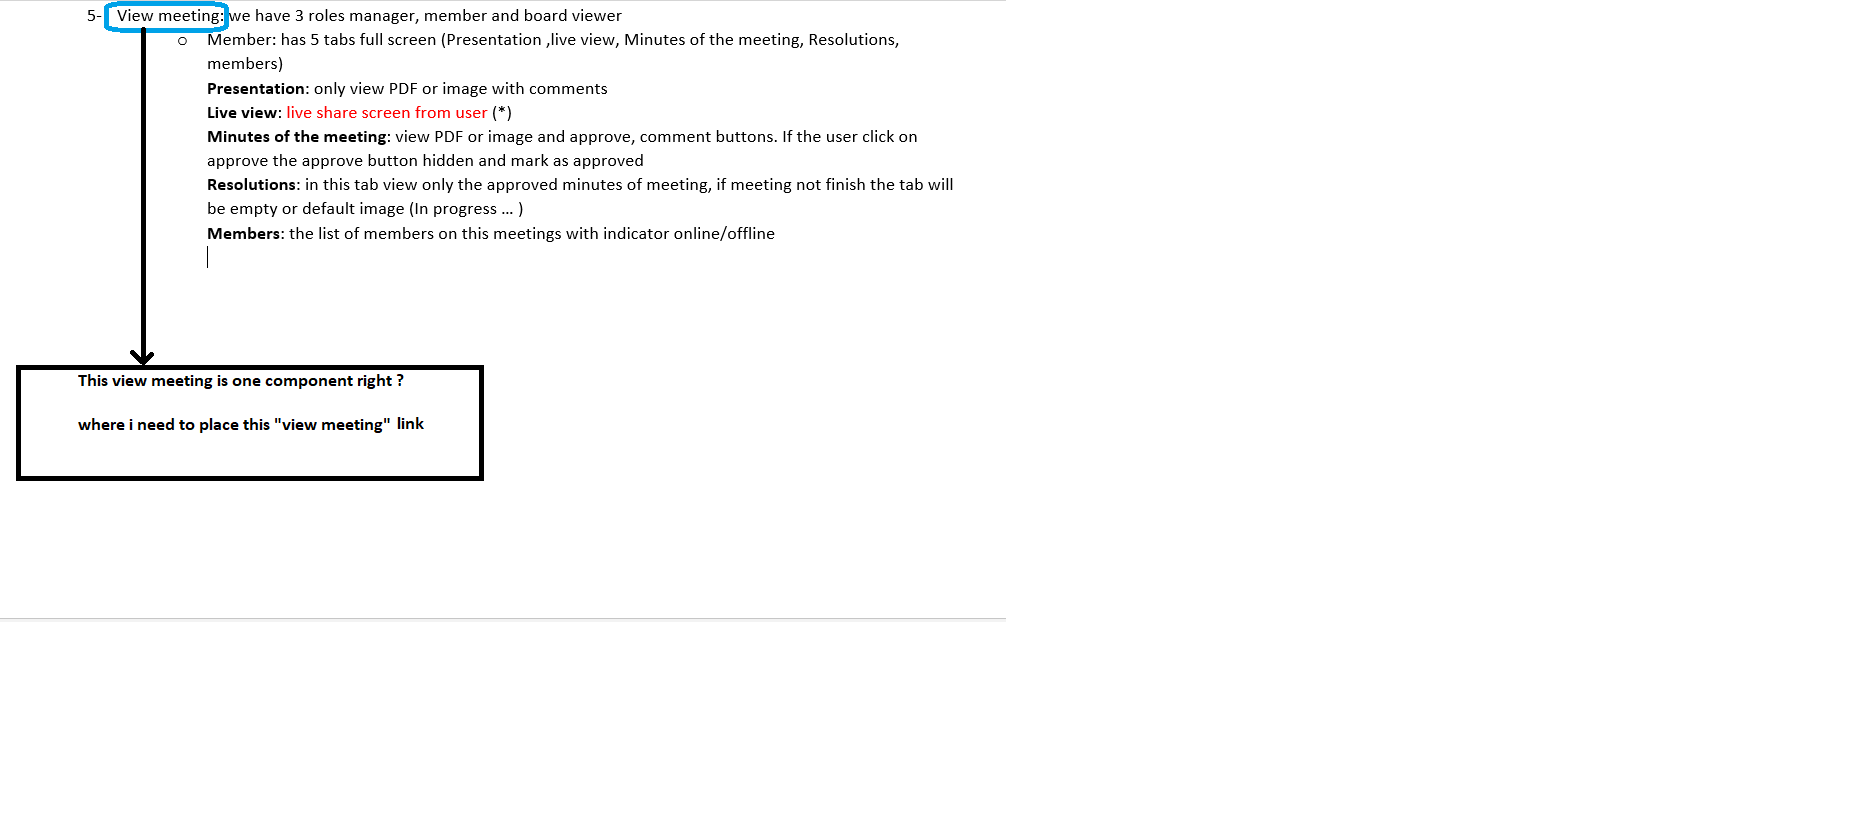 5- View meeting: we have 3 roles manager, member and board viewer
o Member: has 5 tabs full screen (Presentation ,live view, Minutes of the meeting, Resolutions,
members)
Presentation: only view PDF or image with comments
Live view: live share screen from user (*)
Minutes of the meeting: view PDF or image and approve, comment buttons. If the user click on
approve the approve button hidden and mark as approved
Resolutions: in this tab view only the approved minutes of meeting, if meeting not finish the tab will
be empty or default image (In progress ... )
Members: the list of members on this meetings with indicator online/offline
This view meeting is one component right ?
where i need to place this "view meeting" link